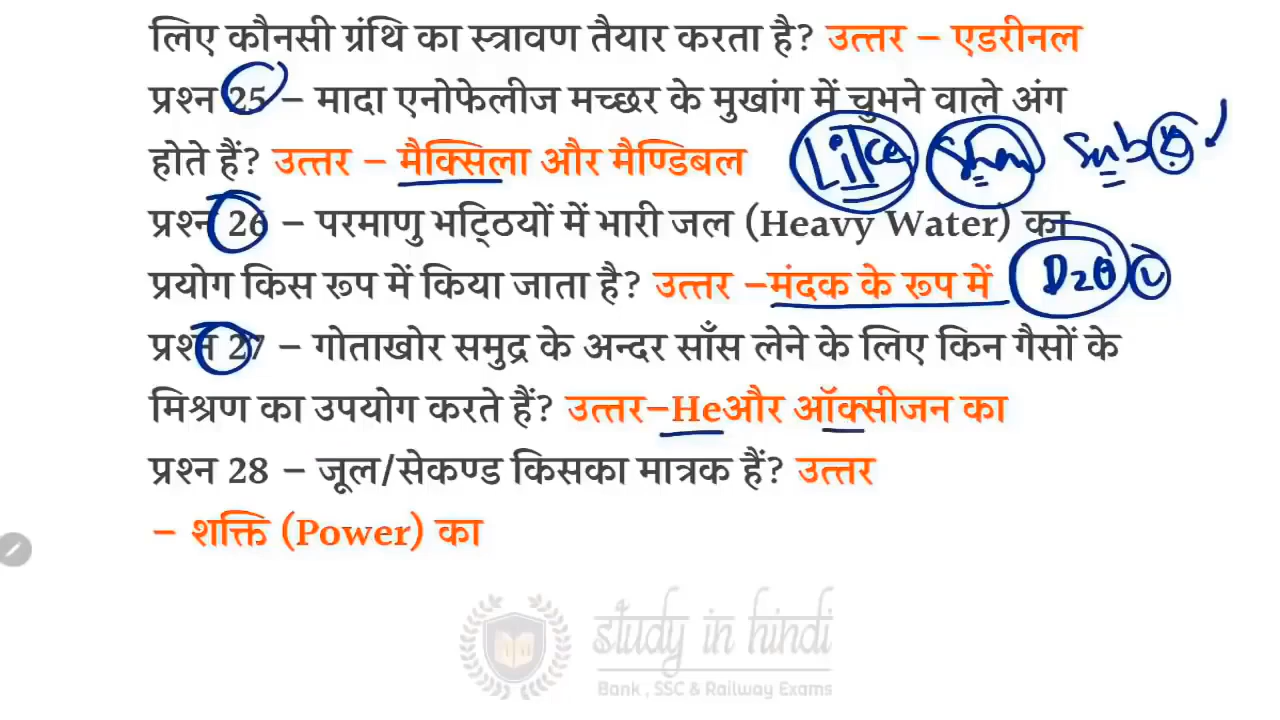 लिए कौनसी ग्रंथि का स्त्रावण तैयार करता है? उत्तर – एडरीनल
प्रश्न 25 – मादा एनोफेलीज मच्छर के मुखांग में चुभने वाले अंग
होते हैं? उत्तर – मैक्सिला और मैण्डिबल
Like
Sub
प्रश्न 26 – परमाणु भट्ठियों में भारी जल (Heavy Water) का
प्रयोग किस रूप में किया जाता है? उत्तर –मंदक के रूप में
D2O
प्रश्न 27 – गोताखोर समुद्र के अन्दर साँस लेने के लिए किन गैसों के
मिश्रण का उपयोग करते हैं? उत्तर–Heऔर ऑक्सीजन का
प्रश्न 28 – जूल/सेकण्ड किसका मात्रक हैं? उत्तर
– शक्ति (Power) का
study in hindi
Bank , SSC & Railway Exams